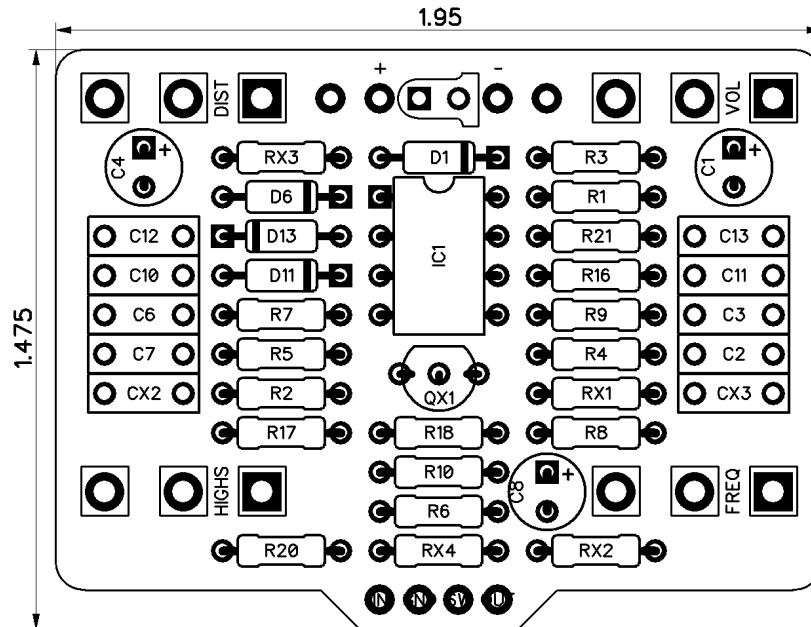 1.95
+ -
DIST VOL
C4 + RX3 D1 R3 C1 +
D6 R1
C12 D13 IC1 R21 C13
C10 D11 R16 C11
C6 R7 R9 C3
C7 R5 R4 C2
CX2 R2 QX1 RX1 CX3
R17 R18 R8
1.475
HIGHS R10 C8 + FREQ
R6
R20 RX4 RX2
IN SW